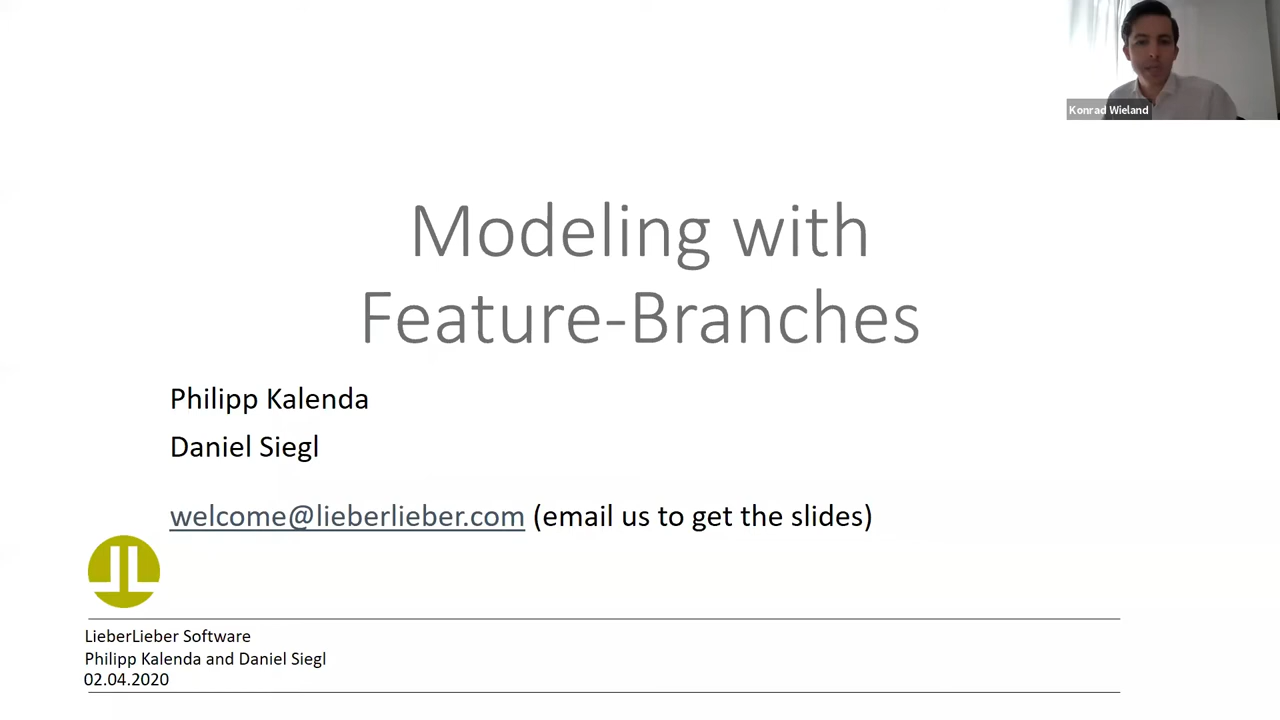 Konrad Wieland
Modeling with
Feature-Branches
Philipp Kalenda
Daniel Siegl
welcome@lieberlieber.com (email us to get the slides)
LieberLieber Software
Philipp Kalenda and Daniel Siegl
02.04.2020